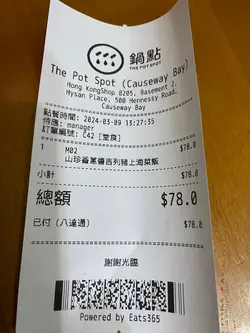 鍋點
THE POT SPOT
The Pot Spot (Causeway Bay)
Hong KongShop B205, Basement 2,
Hysan Place, 500 Hennessy Road,
Causeway Bay
點餐時間: 2024-03-09 13:27:35
侍應: manager
訂單編號: C42 [堂食]
1 M02 $78.0
山珍番蔥醬吉列豬上海菜飯
小計 $78.0
總額 $78.0
已付 (八達通) $78.0
謝謝光臨
Powered by Eats365